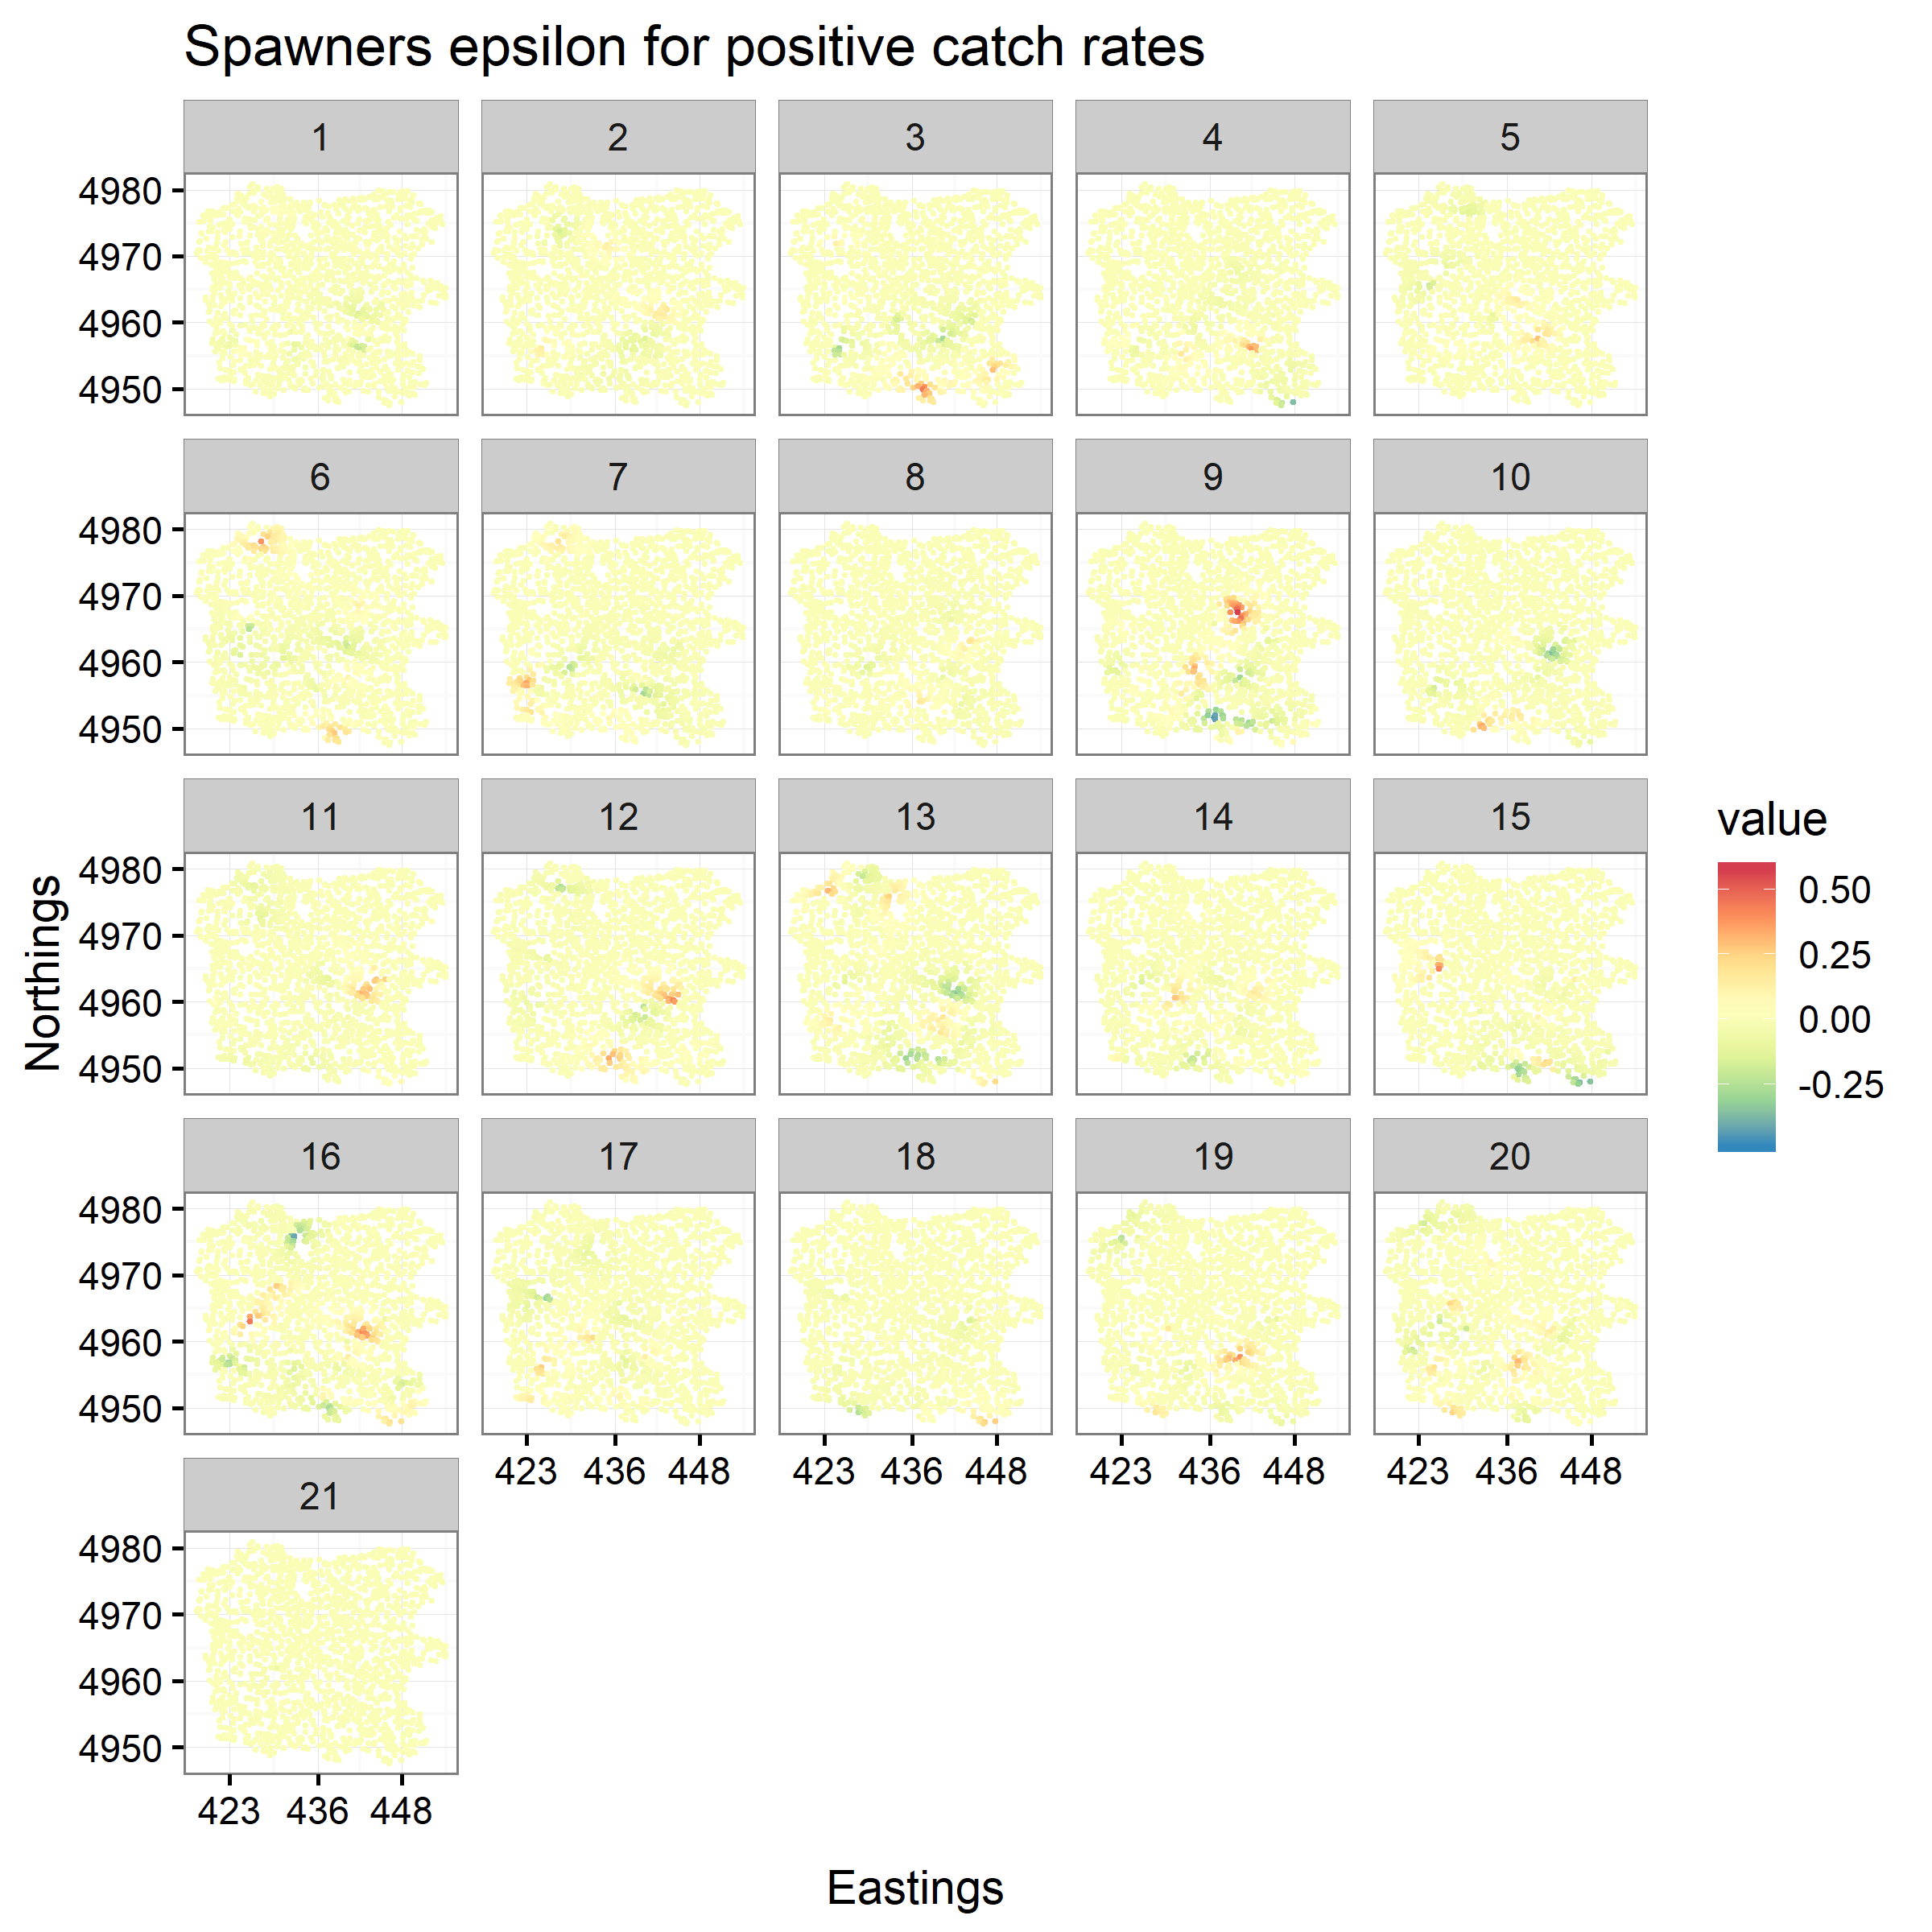 Spawners epsilon for positive catch rates
1 2 3 4 5
4980
4970
4960
4950
6 7 8 9 10
4980
4970
4960
4950
11 12 13 14 15
4980
4970
4960
4950
16 17 18 19 20
4980
4970
4960
4950
423 436 448 423 436 448 423 436 448 423 436 448
21
4980
4970
4960
4950
423 436 448
Northings
Eastings
value
0.50
0.25
0.00
-0.25